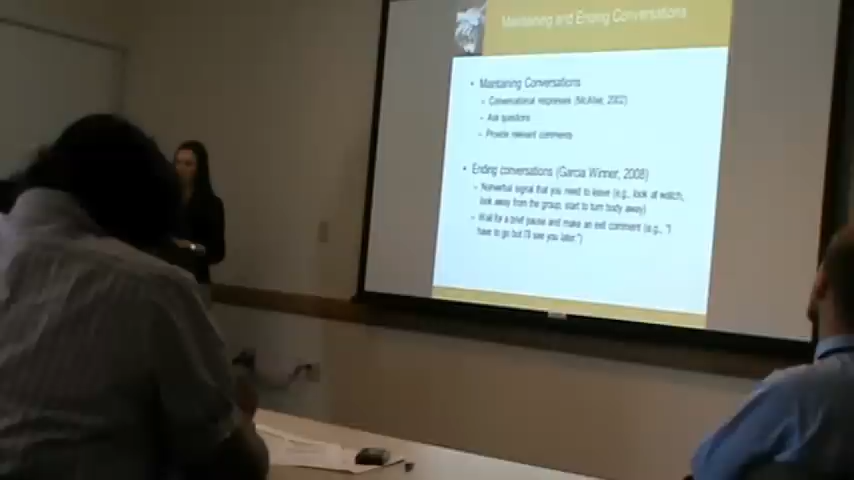 Maintaining and Ending Conversations
• Maintaining Conversations
- Conversational responses (McAfee, 2002)
- Ask questions
- Provide relevant comments
• Ending conversations (Garcia Winner, 2008)
- Nonverbal signal that you need to leave (e.g., look at watch,
look away from the group, start to turn body away)
- Wait for a brief pause and make an exit comment (e.g., "I
have to go but I'll see you later.")